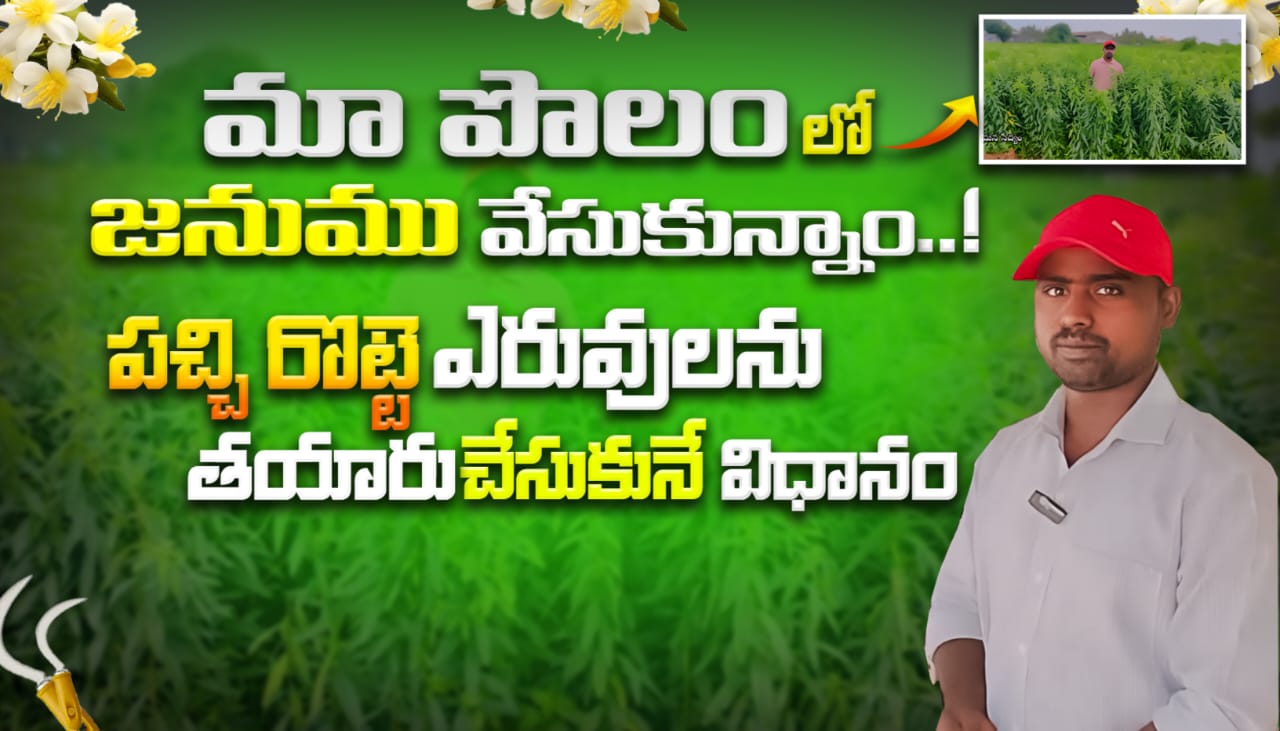 మా పొలం లో
జనుము వేసుకున్నాం..!
పచ్చి రొట్టె ఎరువులను
తయారుచేసుకునే విధానం